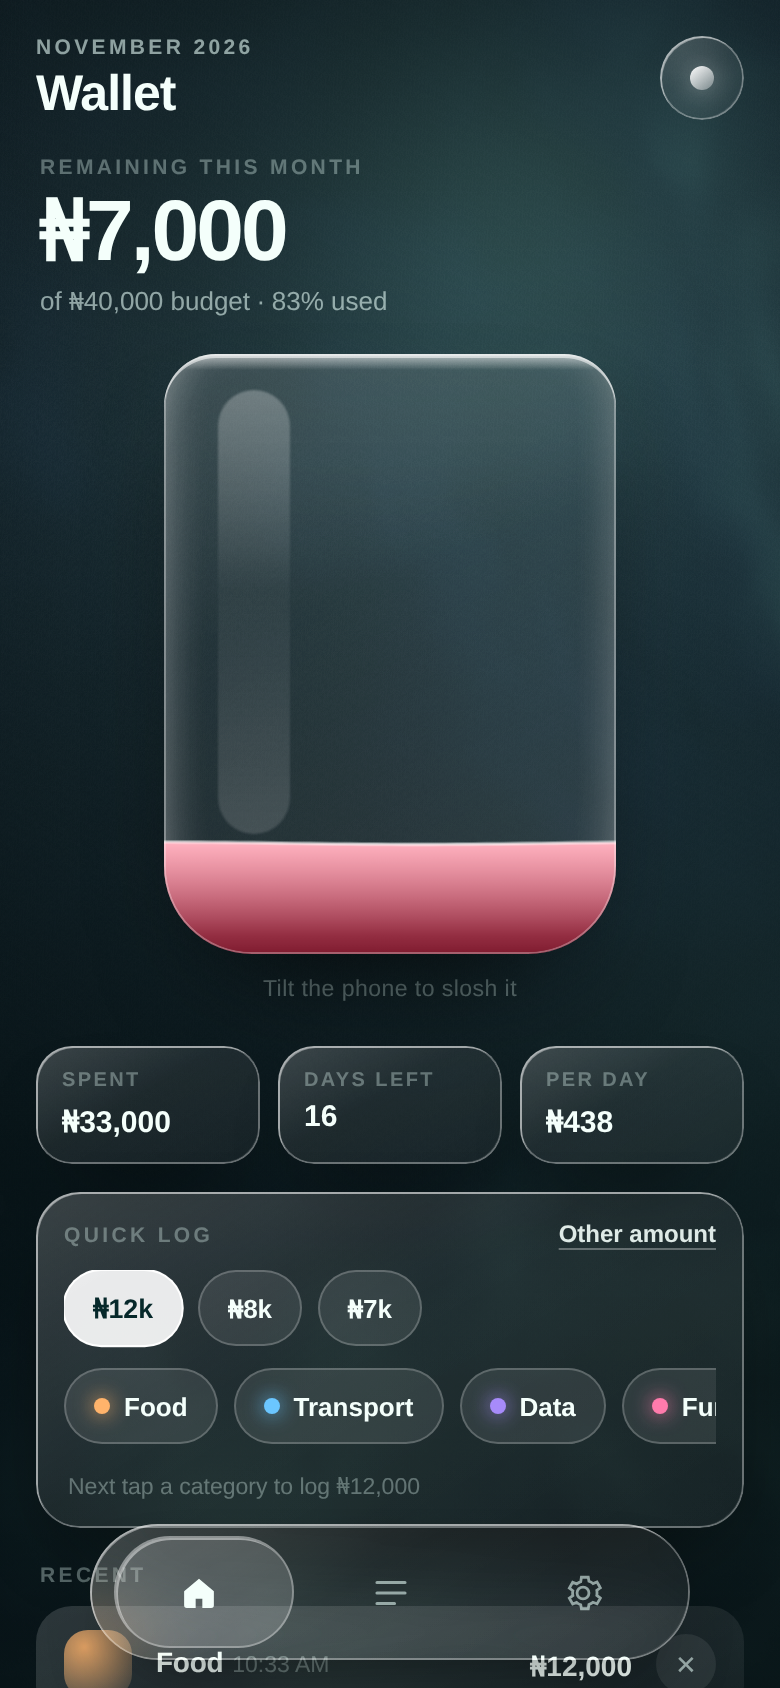 NOVEMBER 2026
Wallet
REMAINING THIS MONTH
₦7,000
of ₦40,000 budget · 83% used
Tilt the phone to slosh it
SPENT
₦33,000
DAYS LEFT
16
PER DAY
₦438
QUICK LOG
Other amount
₦12k
₦8k
₦7k
Food
Transport
Data
Next tap a category to log ₦12,000
RECENT
Food 10:33 AM
₦12,000